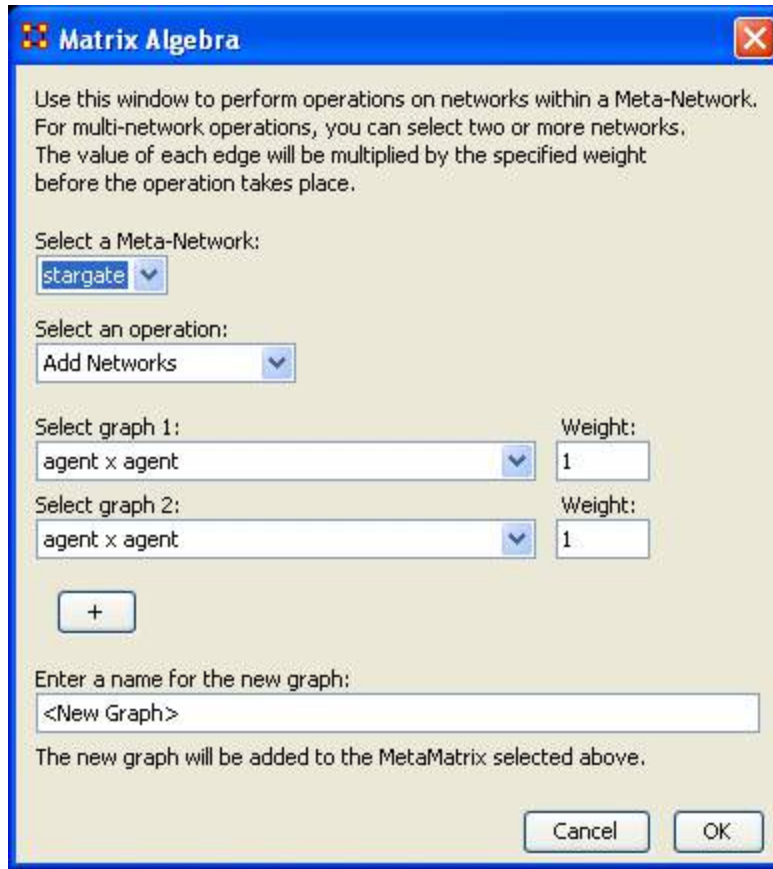 Matrix Algebra
Use this window to perform operations on networks within a Meta-Network.
For multi-network operations, you can select two or more networks.
The value of each edge will be multiplied by the specified weight
before the operation takes place.
Select a Meta-Network:
stargate
Select an operation:
Add Networks
Select graph 1: Weight:
agent x agent 1
Select graph 2: Weight:
agent x agent 1
+
Enter a name for the new graph:
<New Graph>
The new graph will be added to the MetaMatrix selected above.
Cancel OK